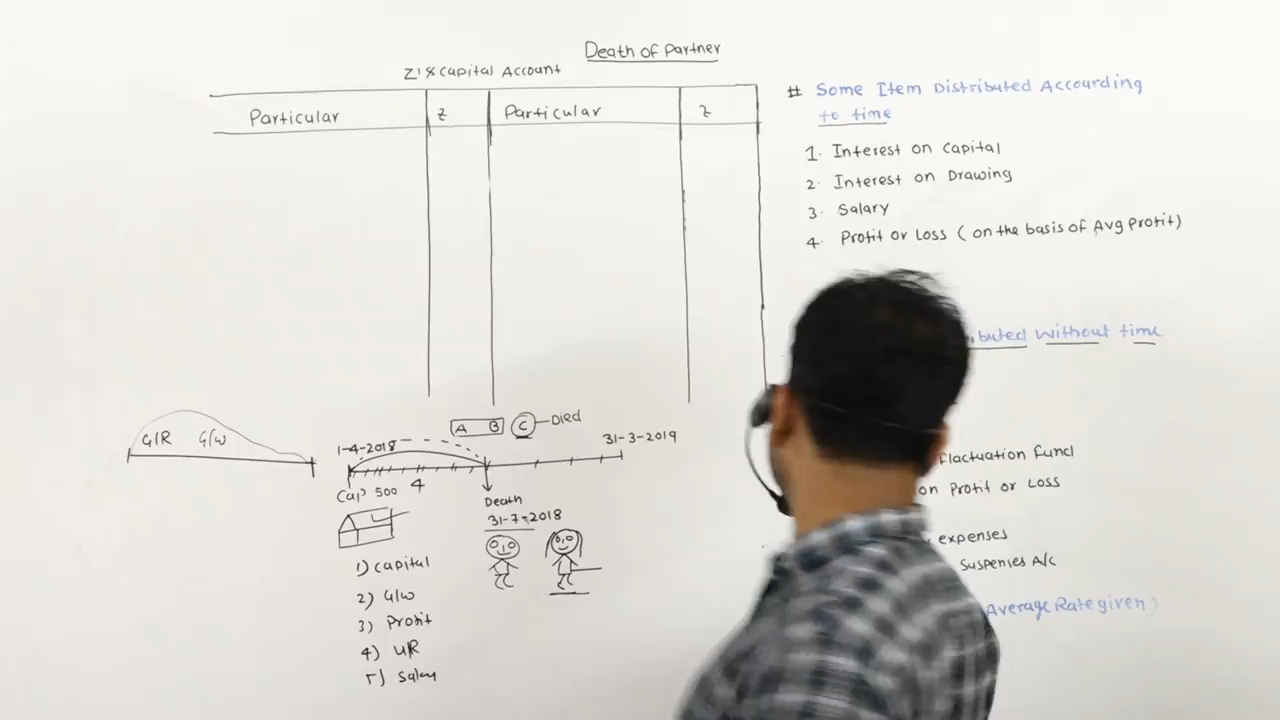 Death of Partner
Z's Capital Account
Particular Z Particular Z
# Some Item Distributed Accourding
to time
1. Interest on Capital
2. Interest on Drawing
3. Salary
4. Profit or Loss ( on the basis of Avg Profit)
without time
G/R G/W
A B C Died
1-4-2018
31-3-2019
Cap 500 4
Death
31-7-2018
1) Capital
2) G/W
3) Profit
4)
5) Salary
flactuation Fund
on Profit or Loss
expenses
Suspenses A/c
Average Rate given )